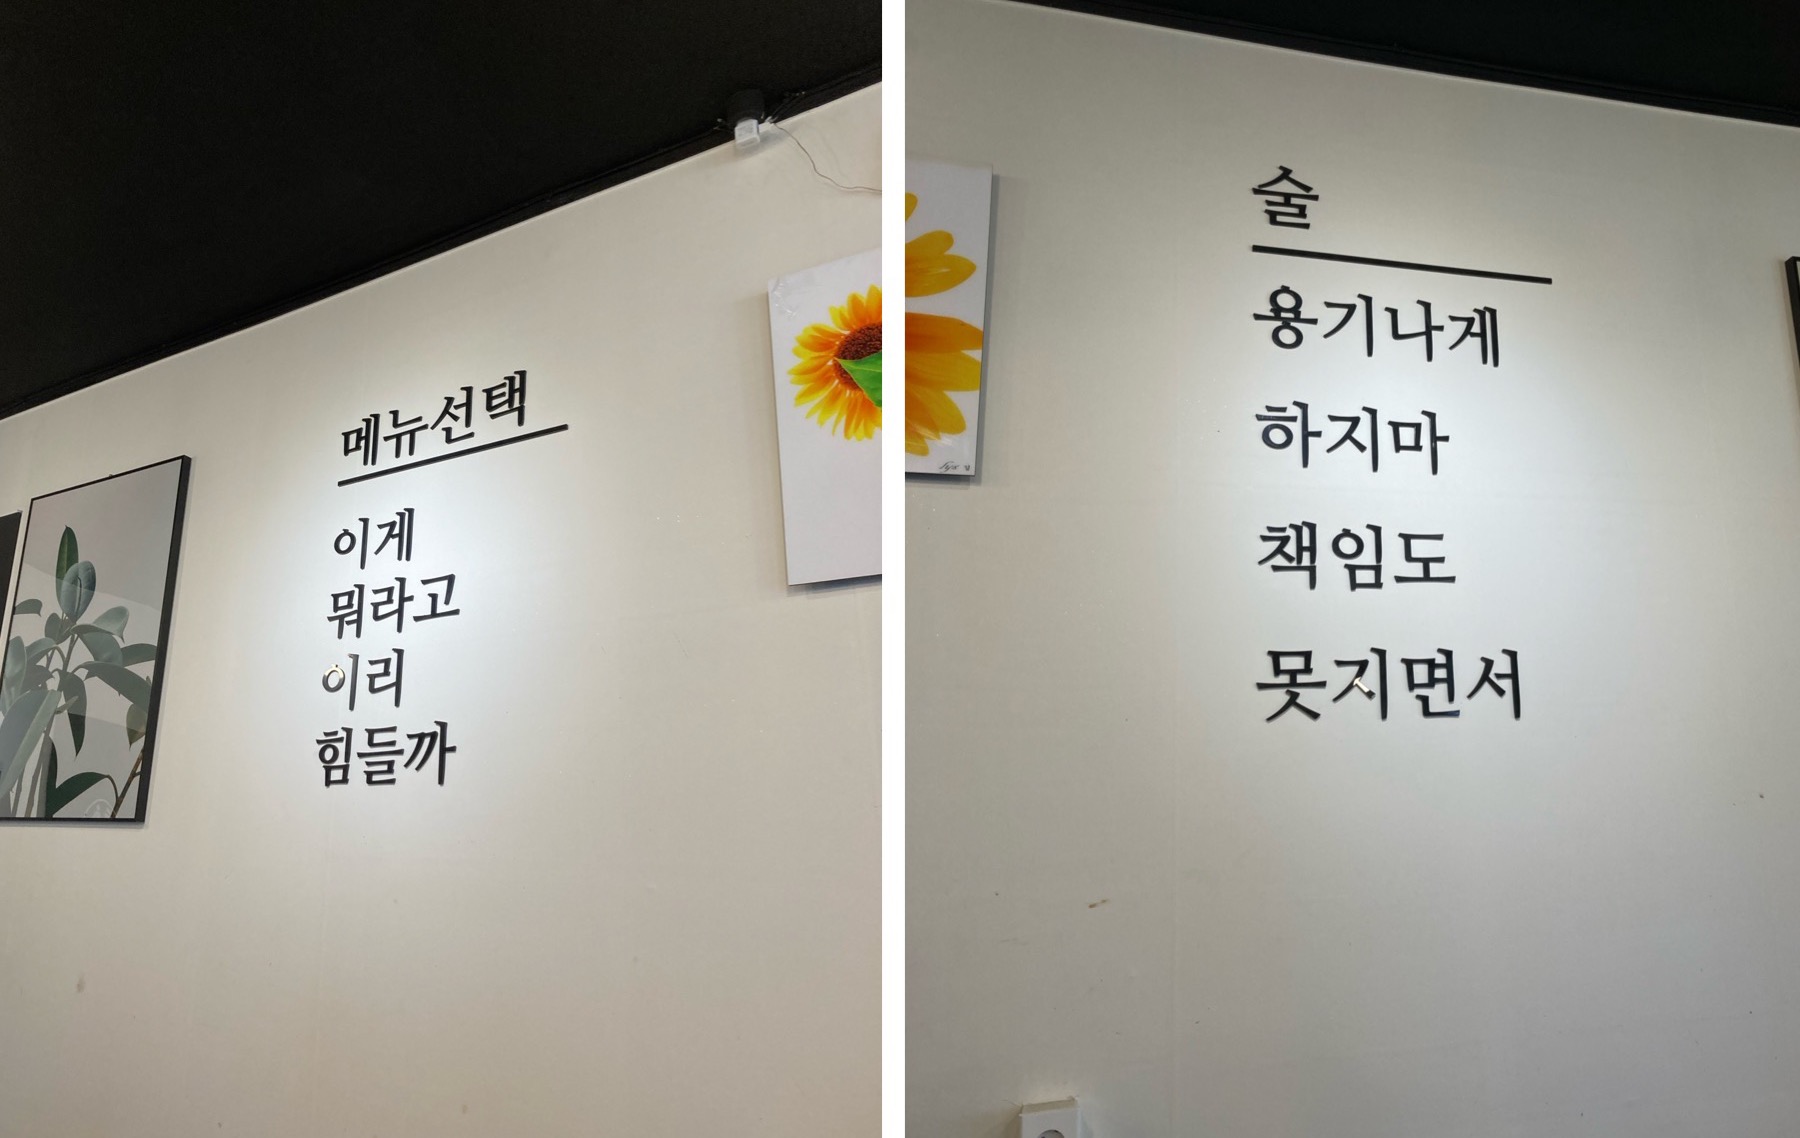 메뉴선택
이게
뭐라고
이리
힘들까
술
용기나게
하지마
책임도
못지면서